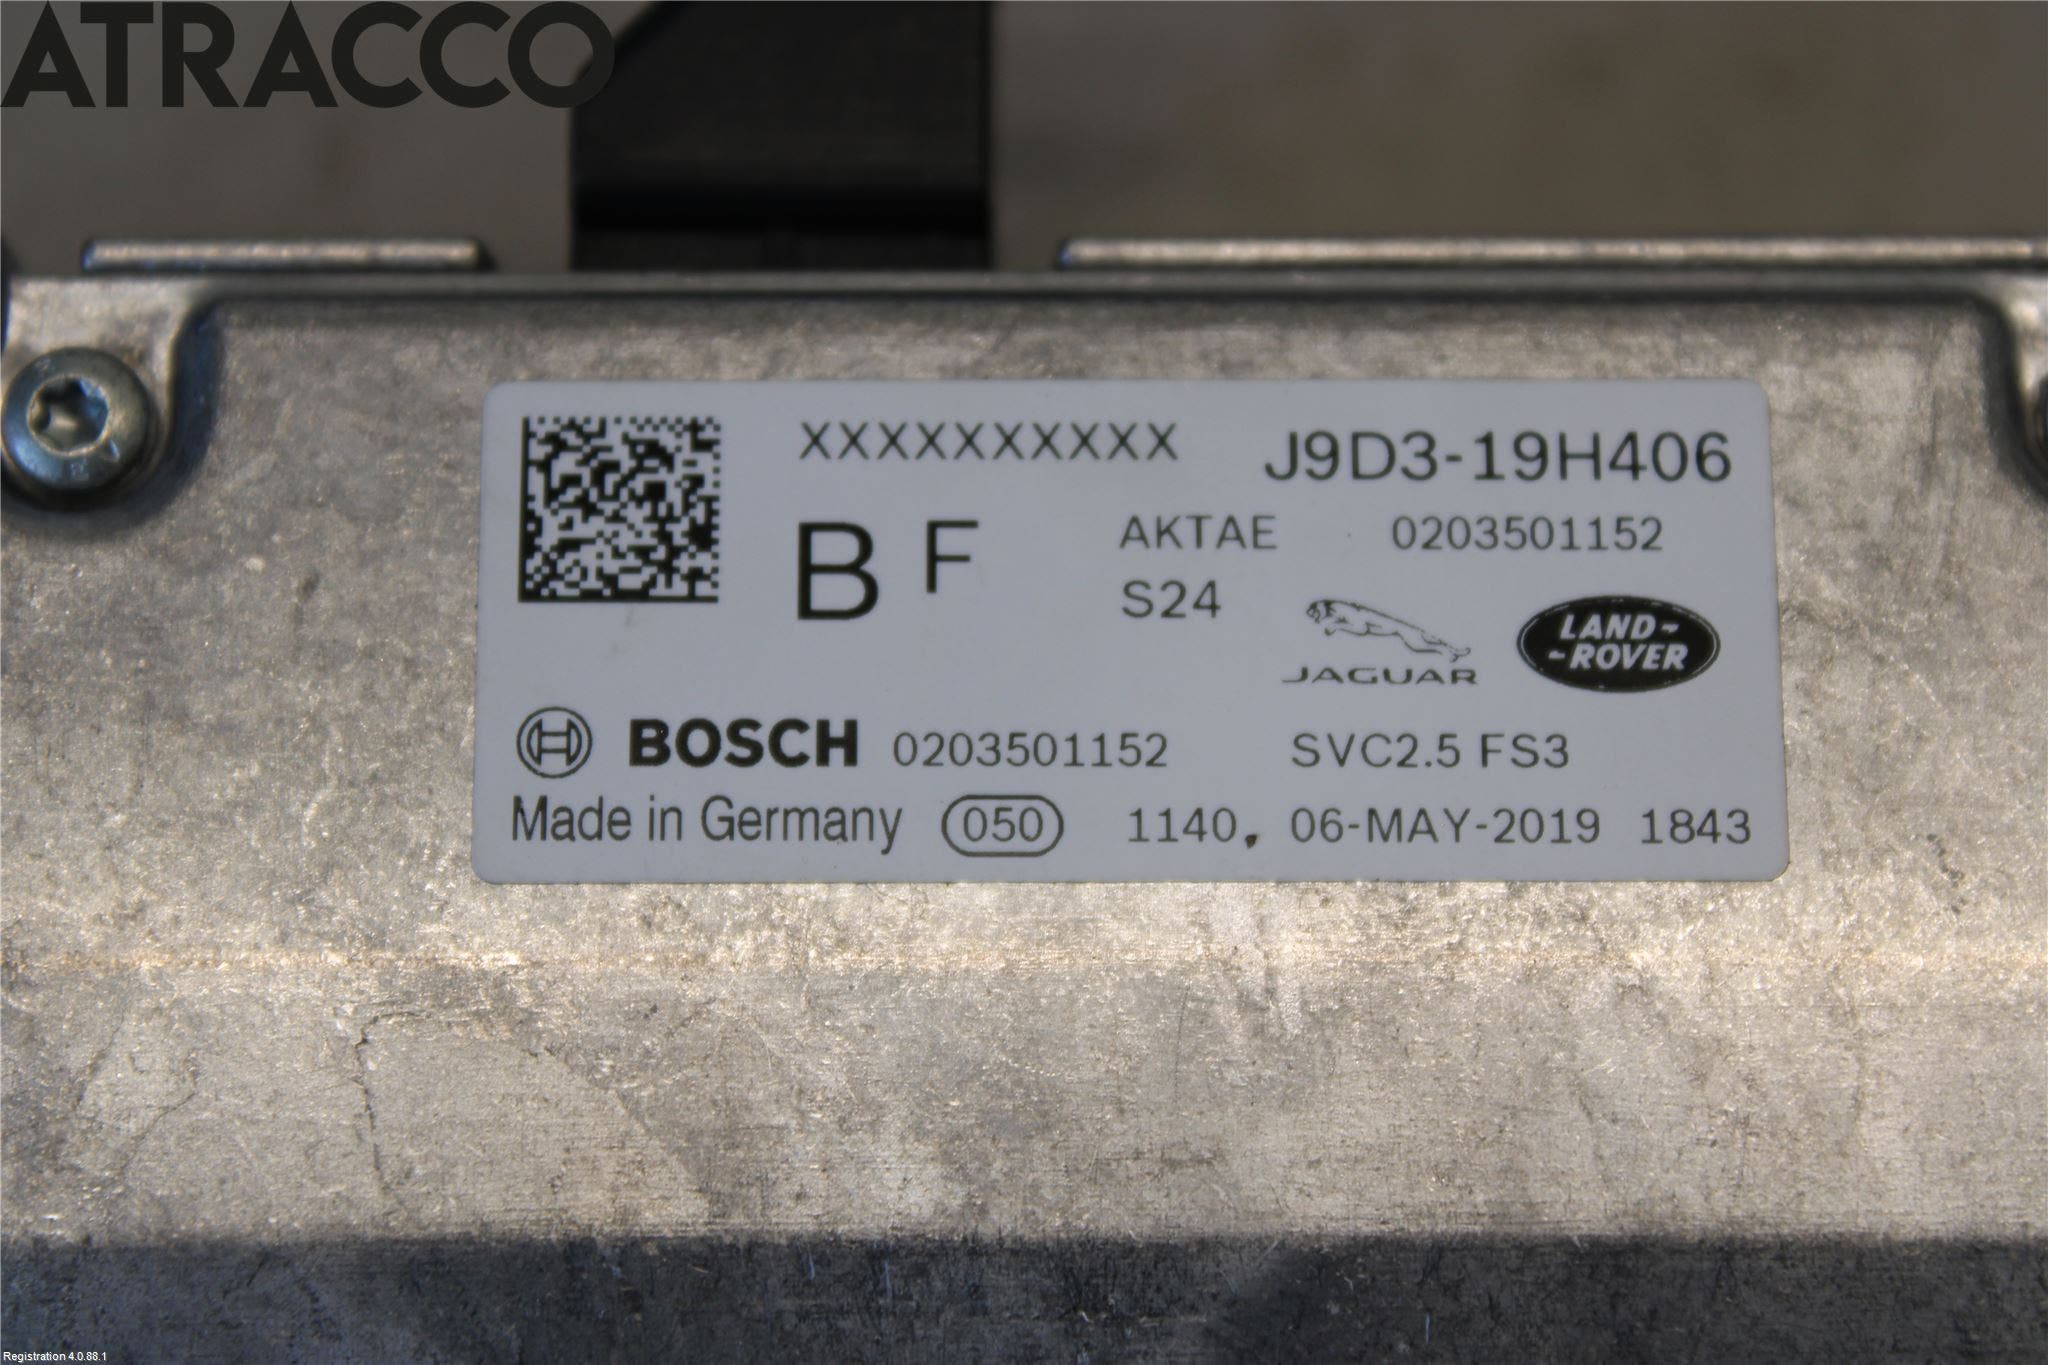 ATRACCO
XXXXXXXXXX J9D3-19H406
B F AKTAE 0203501152
S24
JAGUAR LAND-
-ROVER
BOSCH 0203501152 SVC2.5 FS3
Made in Germany 050 1140, 06-MAY-2019 1843
Registration 4.0.88.1